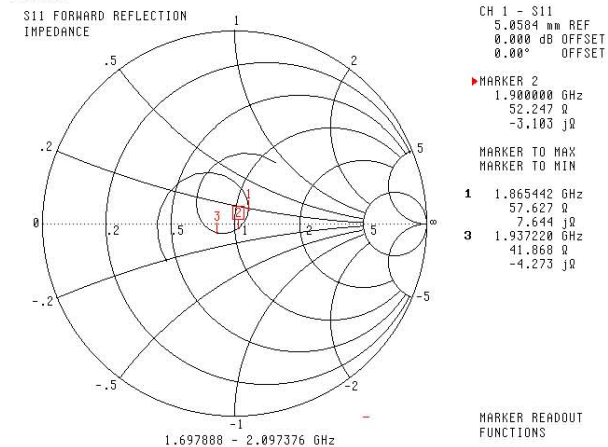 S11 FORWARD REFLECTION
IMPEDANCE
CH 1 - S11
5.0584 mm REF
0.000 dB OFFSET
0.00° OFFSET
▶MARKER 2
1.900000 GHz
52.247 Ω
-3.103 jΩ
MARKER TO MAX
MARKER TO MIN
1 1.865442 GHz
57.627 Ω
7.644 jΩ
3 1.937220 GHz
41.868 Ω
-4.273 jΩ
MARKER READOUT
FUNCTIONS
1
.5
2
.2
5
0
.2
.5
1
2
5
∞
3
2
1
-.2
-5
-.5
-2
-1
1.697888 - 2.097376 GHz